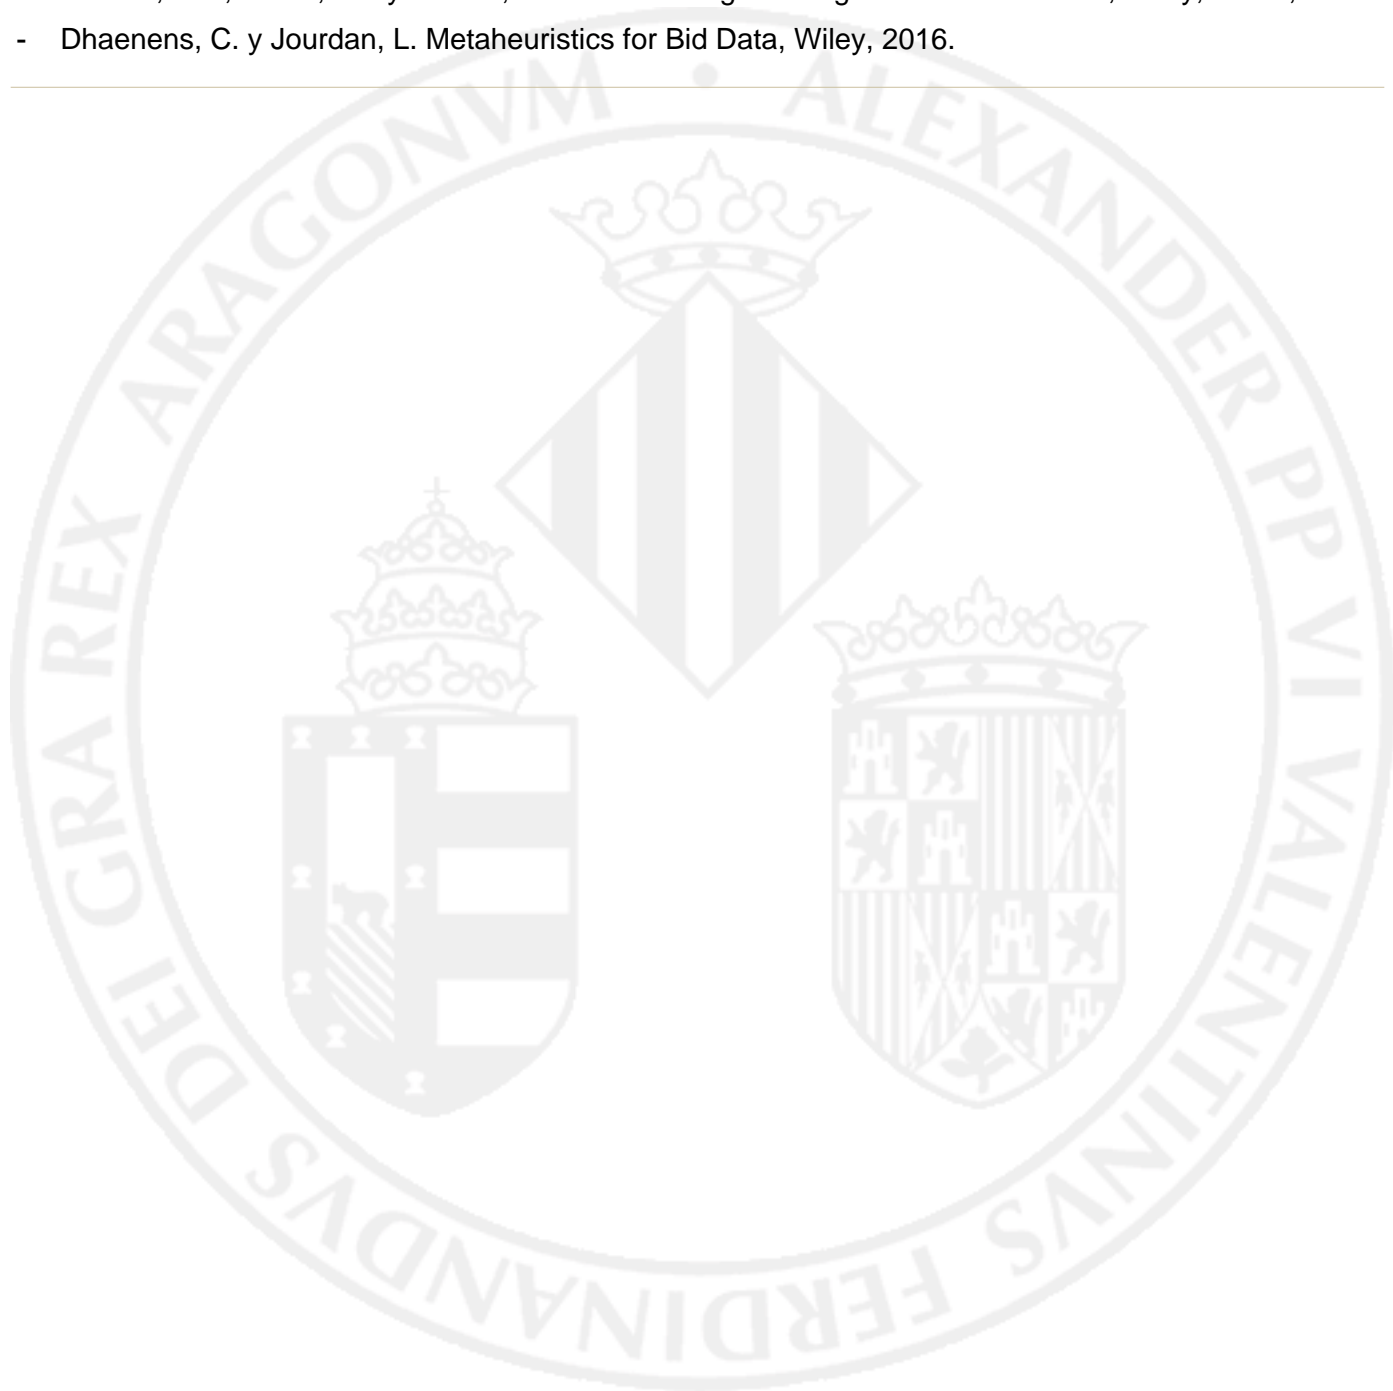 - Dhaenens, C. y Jourdan, L. Metaheuristics for Bid Data, Wiley, 2016.
ALEXANDER PP VI VALENTINVS FERDINANDVS DEI GRA REX ARAGONVM